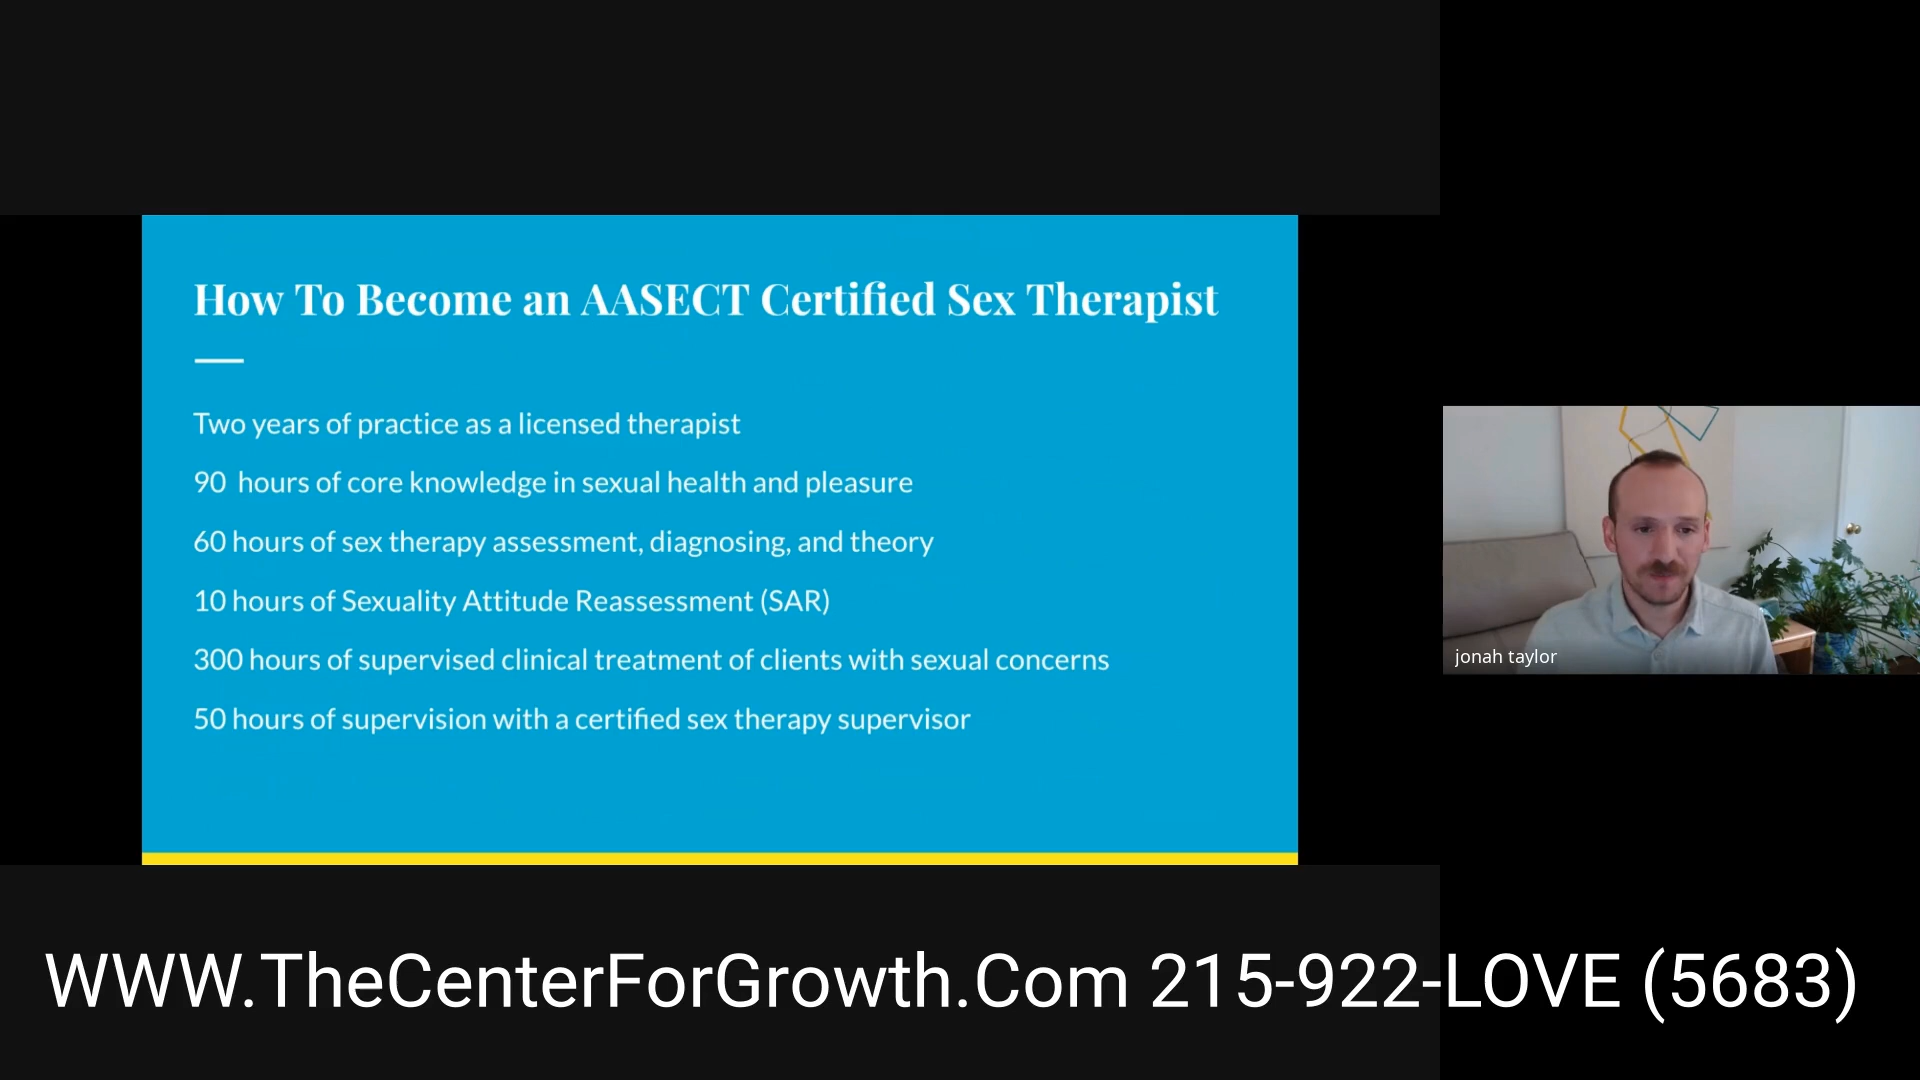 How To Become an AASECT Certified Sex Therapist
Two years of practice as a licensed therapist
90 hours of core knowledge in sexual health and pleasure
60 hours of sex therapy assessment, diagnosing, and theory
10 hours of Sexuality Attitude Reassessment (SAR)
300 hours of supervised clinical treatment of clients with sexual concerns
50 hours of supervision with a certified sex therapy supervisor
jonah taylor
WWW.TheCenterForGrowth.Com 215-922-LOVE (5683)